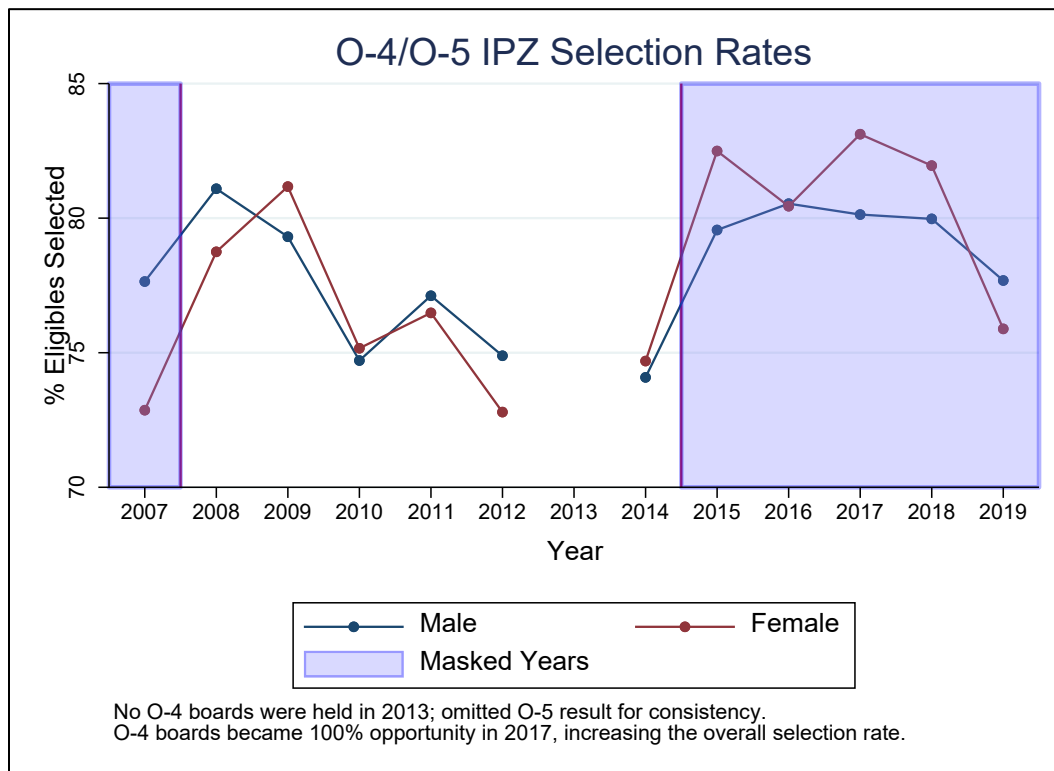 O-4/O-5 IPZ Selection Rates
% Eligibles Selected
85
80
75
70
2007 2008 2009 2010 2011 2012 2013 2014 2015 2016 2017 2018 2019
Year
Male Female
Masked Years
No O-4 boards were held in 2013; omitted O-5 result for consistency.
O-4 boards became 100% opportunity in 2017, increasing the overall selection rate.